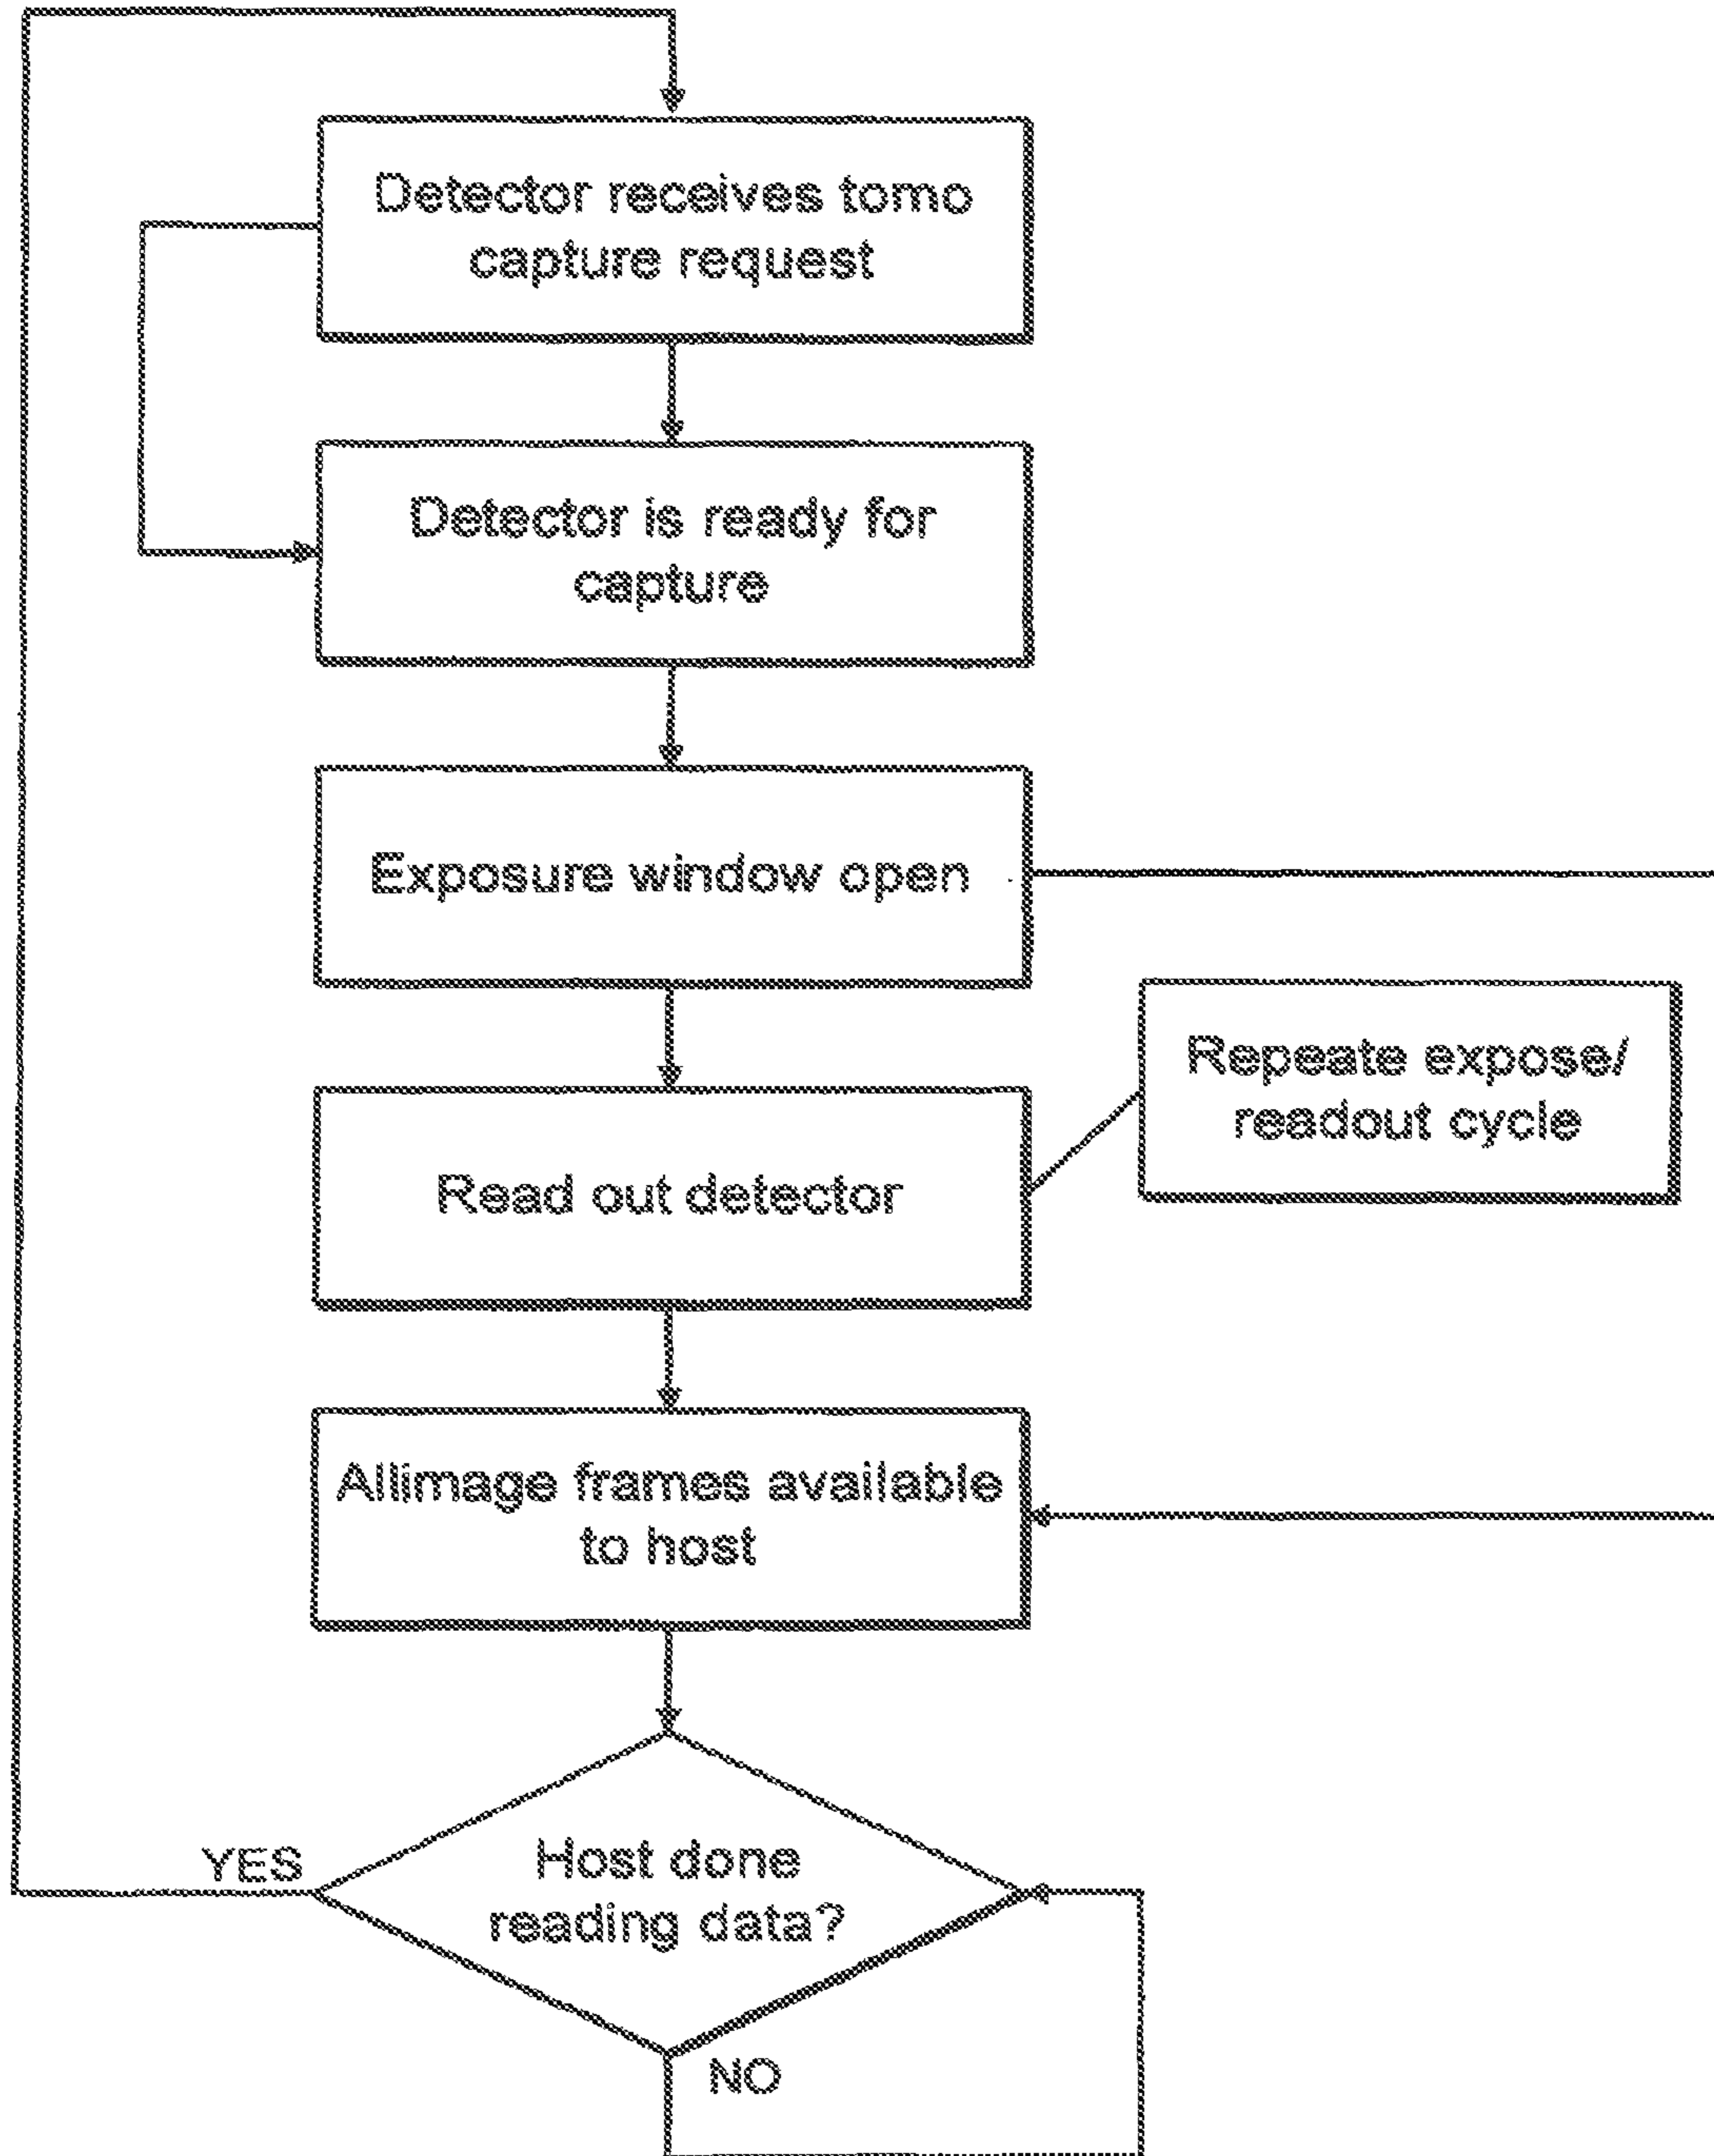 Detector receives tomo
capture request
Detector is ready for
capture
Exposure window open
Repeate expose/
readout cycle
Read out detector
Allimage frames available
to host
YES
Host done
reading data?
NO